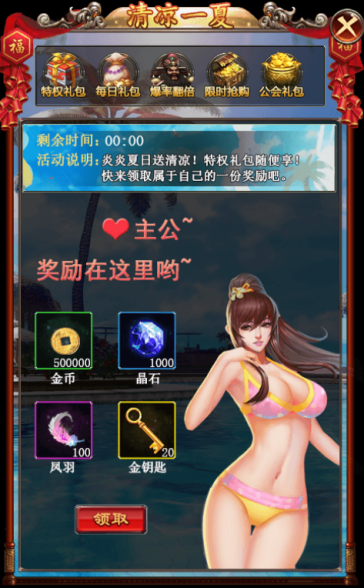 清凉一夏
福
福
特权礼包 每日礼包 爆率翻倍 限时抢购 公会礼包
剩余时间：00:00
活动说明：炎炎夏日送清凉！特权礼包随便享！
快来领取属于自己的一份奖励吧.
主公~
奖励在这里哟~
500000 1000
金币 晶石
100 20
凤羽 金钥匙
领取